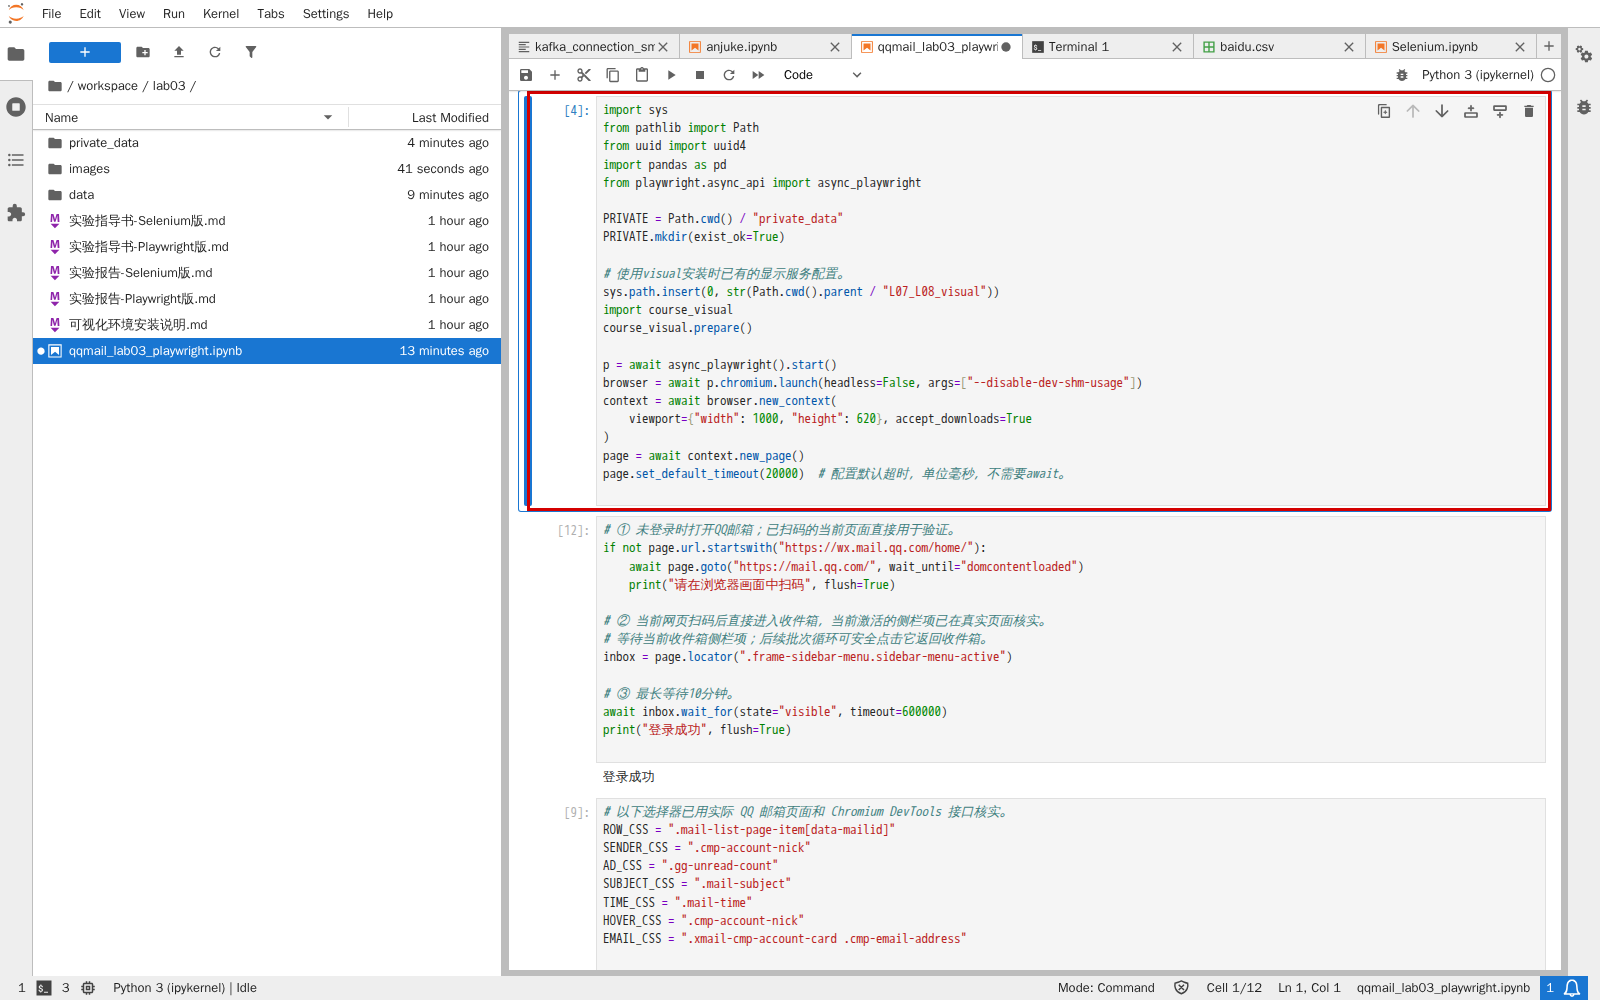 File Edit View Run Kernel Tabs Settings Help
/ workspace / lab03 /
Name Last Modified
private_data 4 minutes ago
images 41 seconds ago
data 9 minutes ago
实验指导书-Selenium版.md 1 hour ago
实验指导书-Playwright版.md 1 hour ago
实验报告-Selenium版.md 1 hour ago
实验报告-Playwright版.md 1 hour ago
可视化环境安装说明.md 1 hour ago
qqmail_lab03_playwright.ipynb 13 minutes ago
kafka_connection_sm anjuke.ipynb qqmail_lab03_playwri Terminal 1 baidu.csv Selenium.ipynb
Code Python 3 (ipykernel)
[4]:
import sys
from pathlib import Path
from uuid import uuid4
import pandas as pd
from playwright.async_api import async_playwright
PRIVATE = Path.cwd() / "private_data"
PRIVATE.mkdir(exist_ok=True)
# 使用visual安装时已有的显示服务配置。
sys.path.insert(0, str(Path.cwd().parent / "L07_L08_visual"))
import course_visual
course_visual.prepare()
p = await async_playwright().start()
browser = await p.chromium.launch(headless=False, args=["--disable-dev-shm-usage"])
context = await browser.new_context(
    viewport={"width": 1000, "height": 620}, accept_downloads=True
)
page = await context.new_page()
page.set_default_timeout(20000)  # 配置默认超时，单位毫秒，不需要await。
[12]:
# ① 未登录时打开QQ邮箱；已扫码的当前页面直接用于验证。
if not page.url.startswith("https://wx.mail.qq.com/home/"):
    await page.goto("https://mail.qq.com/", wait_until="domcontentloaded")
    print("请在浏览器画面中扫码", flush=True)
# ② 当前网页扫码后直接进入收件箱，当前激活的侧栏项已在真实页面核实。
# 等待当前收件箱侧栏项；后续批次循环可安全点击它返回收件箱。
inbox = page.locator(".frame-sidebar-menu.sidebar-menu-active")
# ③ 最长等待10分钟。
await inbox.wait_for(state="visible", timeout=600000)
print("登录成功", flush=True)
登录成功
[9]:
# 以下选择器已用实际 QQ 邮箱页面和 Chromium DevTools 接口核实。
ROW_CSS = ".mail-list-page-item[data-mailid]"
SENDER_CSS = ".cmp-account-nick"
AD_CSS = ".gg-unread-count"
SUBJECT_CSS = ".mail-subject"
TIME_CSS = ".mail-time"
HOVER_CSS = ".cmp-account-nick"
EMAIL_CSS = ".xmail-cmp-account-card .cmp-email-address"
1 $_ 3 Python 3 (ipykernel) | Idle Mode: Command Cell 1/12 Ln 1, Col 1 qqmail_lab03_playwright.ipynb 1